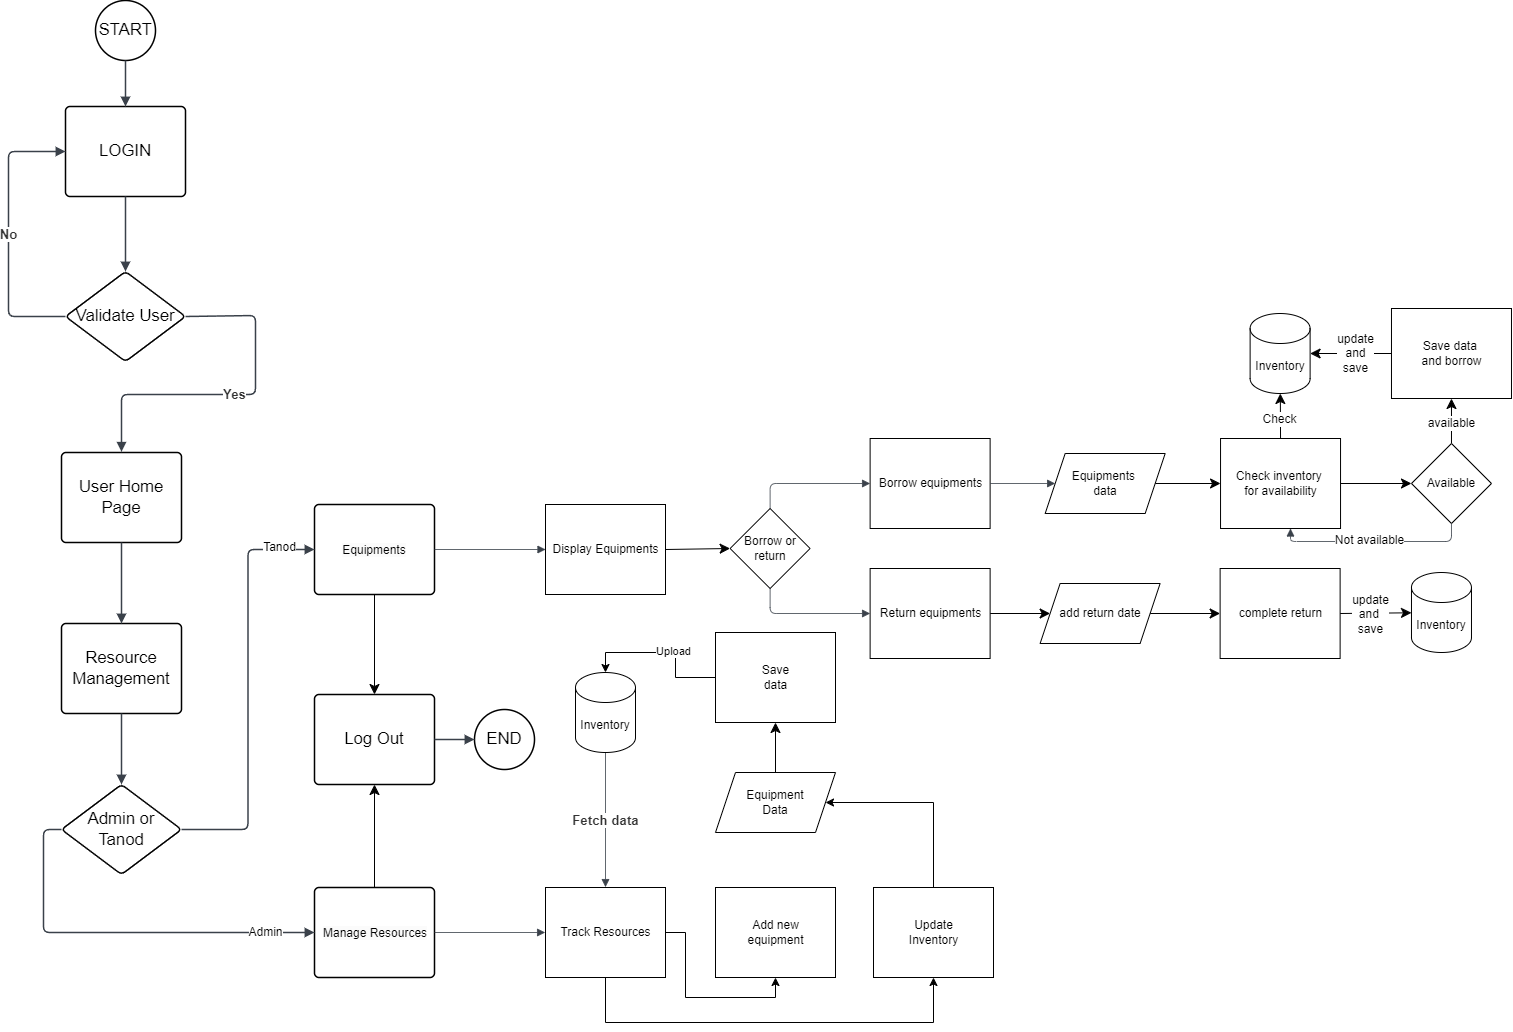 START
LOGIN
No
Validate User
Yes
User Home
Page
Resource
Management
Admin or
Tanod
Tanod
Admin
Equipments
Log Out
END
Manage Resources
Display Equipments
Borrow or
return
Borrow equipments
Equipments
data
Check inventory
for availability
Check
Inventory
update
and
save
Save data
and borrow
available
Available
Not available
Return equipments
add return date
complete return
update
and
save
Inventory
Save
data
Upload
Inventory
Fetch data
Equipment
Data
Track Resources
Add new
equipment
Update
Inventory